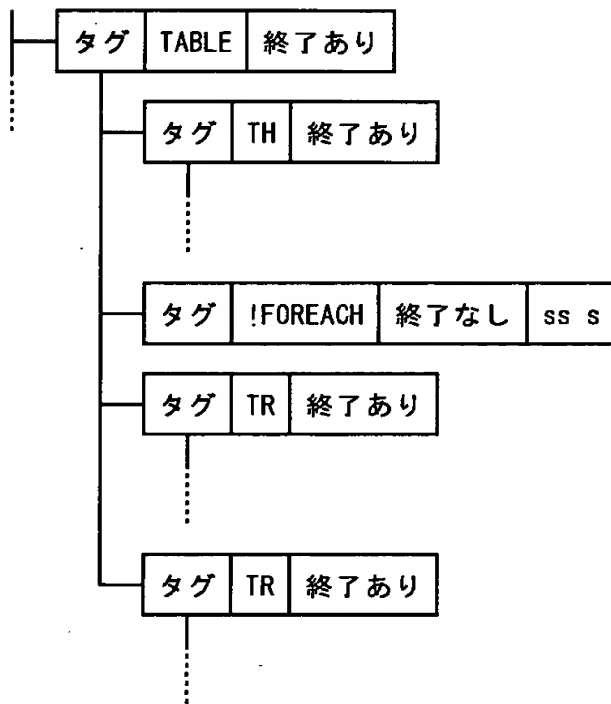 タグ TABLE 終了あり
タグ TH 終了あり
タグ !FOREACH 終了なし ss s
タグ TR 終了あり
タグ TR 終了あり